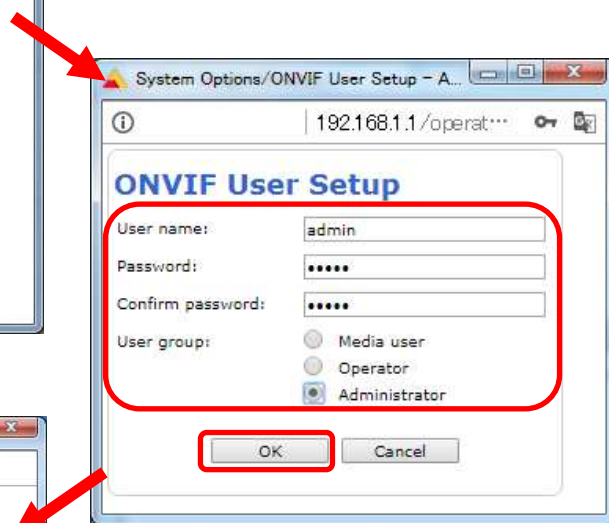 System Options/ONVIF User Setup - A...
192.168.1.1/operat···
ONVIF User Setup
User name: admin
Password: •••••
Confirm password: •••••
User group: Media user
Operator
Administrator
OK Cancel